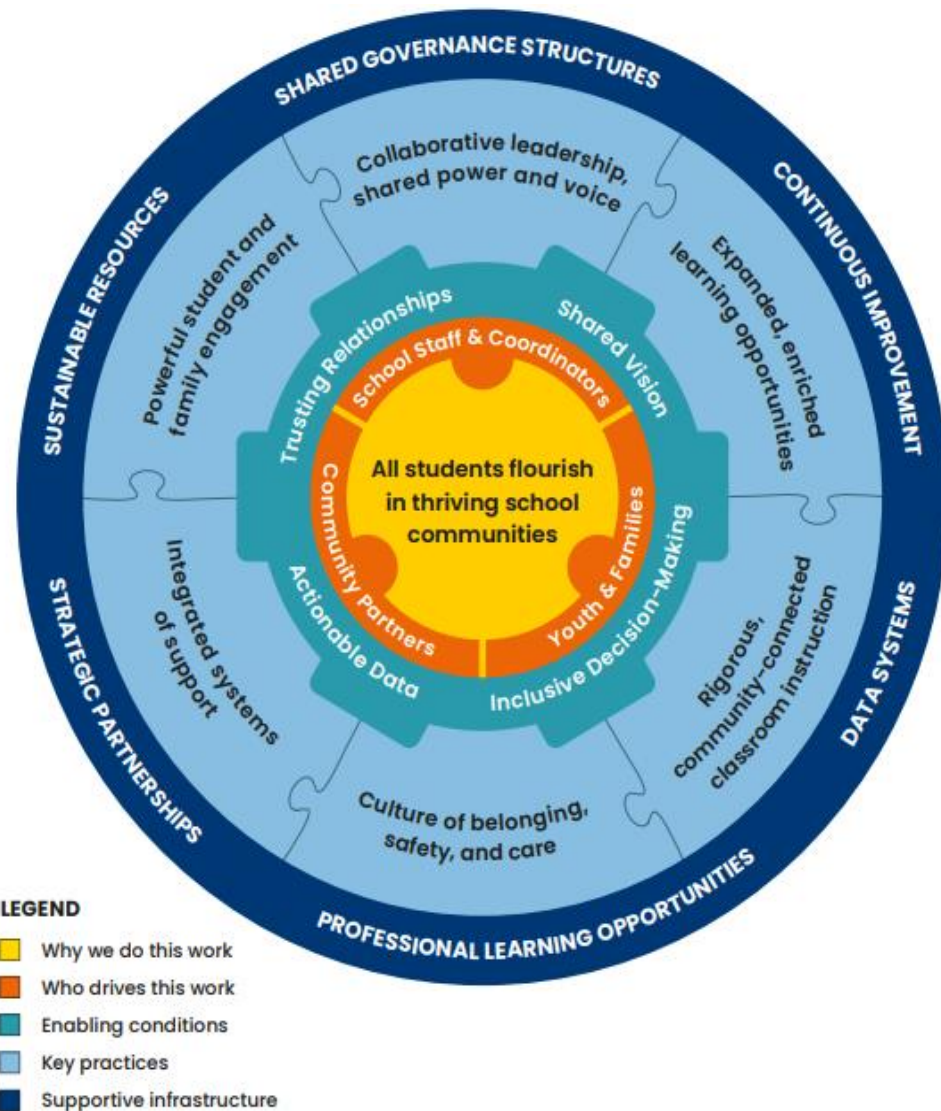 SHARED GOVERNANCE STRUCTURES
CONTINUOUS IMPROVEMENT
DATA SYSTEMS
PROFESSIONAL LEARNING OPPORTUNITIES
STRATEGIC PARTNERSHIPS
SUSTAINABLE RESOURCES
Collaborative leadership,
shared power and voice
Expanded, enriched
learning opportunities
Rigorous,
community-connected
classroom instruction
Culture of belonging,
safety, and care
Integrated systems
of support
Powerful student and
family engagement
Trusting Relationships
Shared Vision
Inclusive Decision-Making
Actionable Data
School Staff & Coordinators
Youth & Families
Community Partners
All students flourish
in thriving school
communities
LEGEND
Why we do this work
Who drives this work
Enabling conditions
Key practices
Supportive infrastructure